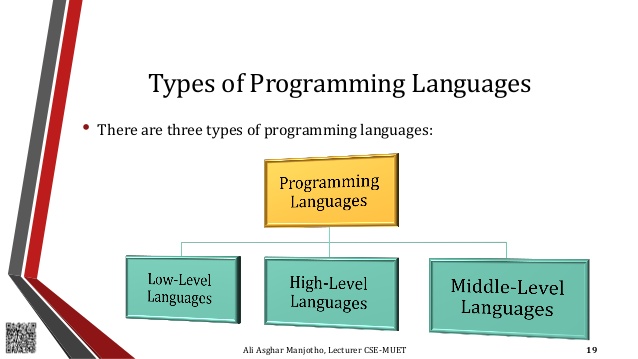 Types of Programming Languages
• There are three types of programming languages:
Programming
Languages
Low-Level
Languages
High-Level
Languages
Middle-Level
Languages
Ali Asghar Manjotho, Lecturer CSE-MUET
19